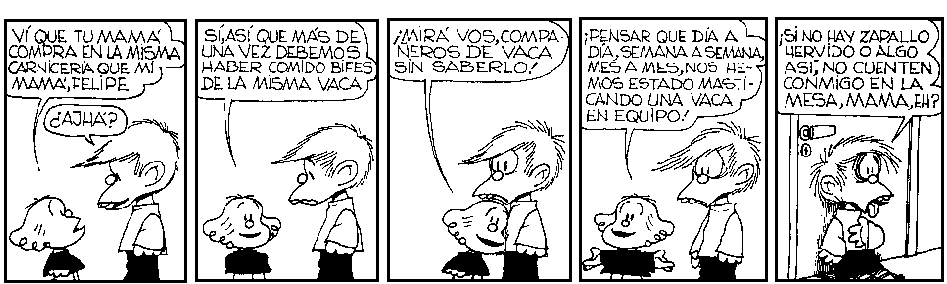 VÍ QUE TU MAMÁ
COMPRA EN LA MISMA
CARNICERIA QUE MI
MAMÁ, FELIPE
¿AJHÁ?
SÍ, ASÍ QUE MÁS DE
UNA VEZ DEBEMOS
HABER COMIDO BIFES
DE LA MISMA VACA
¡MIRÁ VOS, COMPA-
ÑEROS DE VACA
SIN SABERLO!
¡PENSAR QUE DÍA A
DÍA, SEMANA A SEMANA,
MES A MES, NOS HE-
MOS ESTADO MASTI-
CANDO UNA VACA
EN EQUIPO!
¡SI NO HAY ZAPALLO
HERVIDO O ALGO
ASÍ, NO CUENTEN
CONMIGO EN LA
MESA, MAMA, EH?